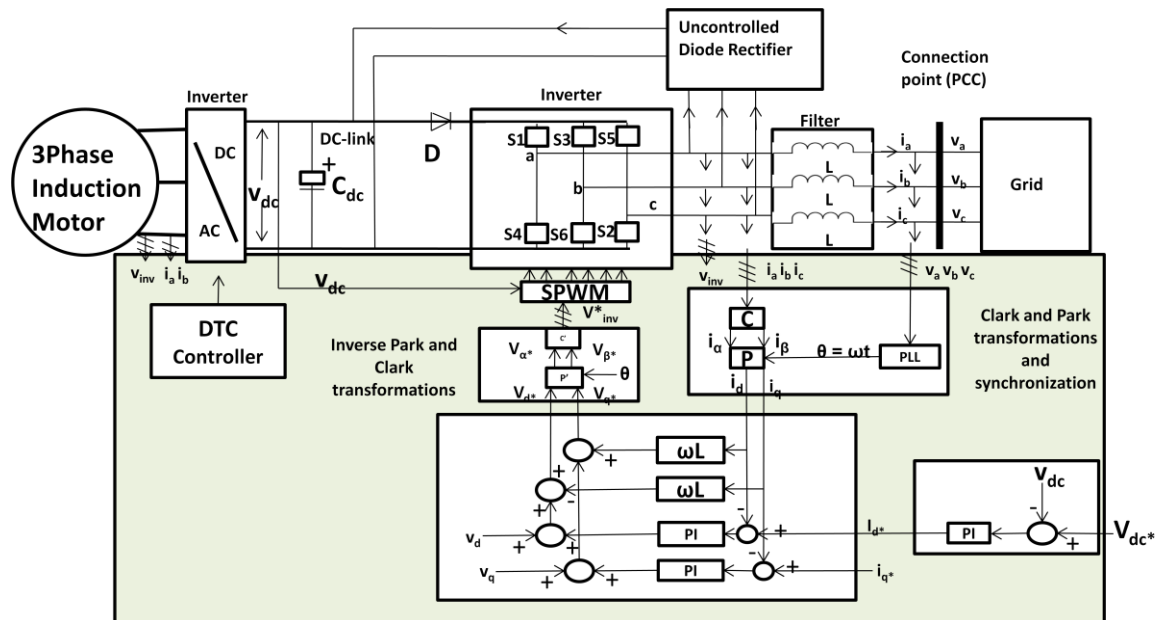 Uncontrolled
Diode Rectifier
Connection
point (PCC)
Inverter
Inverter
Filter
3Phase
Induction
Motor
DC
AC
DC-link
+
C_dc
V_dc
D
S1
S3
S5
a
b
c
S4
S6
S2
L
L
L
i_a
i_b
i_c
v_a
v_b
v_c
Grid
v_inv
i_a i_b
V_dc
SPWM
V*_inv
v_inv
i_a i_b i_c
v_a v_b v_c
DTC
Controller
Inverse Park and
Clark
transformations
C'
V_α*
V_β*
P'
θ
V_d*
V_q*
C
i_α
i_β
P
θ = ωt
PLL
i_d
i_q
Clark and Park
transformations
and
synchronization
ωL
+
+
ωL
-
+
+
-
v_d
+
+
PI
+
I_d*
PI
-
V_dc
+
V_dc*
v_q
+
+
PI
-
+
i_q*